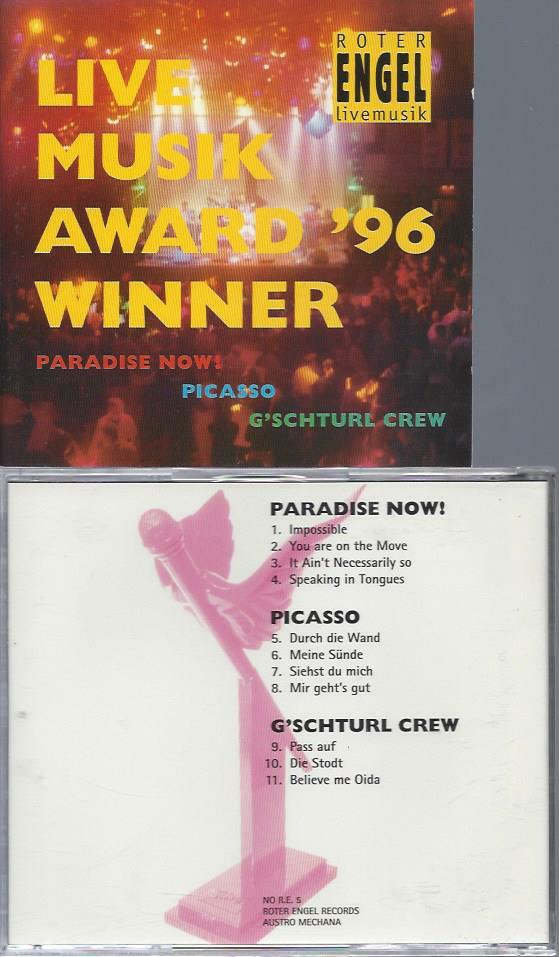 ROTER
ENGEL
livemusik
LIVE
MUSIK
AWARD '96
WINNER
PARADISE NOW!
PICASSO
G'SCHTURL CREW
PARADISE NOW!
1. Impossible
2. You are on the Move
3. It Ain't Necessarily so
4. Speaking in Tongues
PICASSO
5. Durch die Wand
6. Meine Sünde
7. Siehst du mich
8. Mir geht's gut
G'SCHTURL CREW
9. Pass auf
10. Die Stodt
11. Believe me Oida
NO R.E. 5
ROTER ENGEL RECORDS
AUSTRO MECHANA